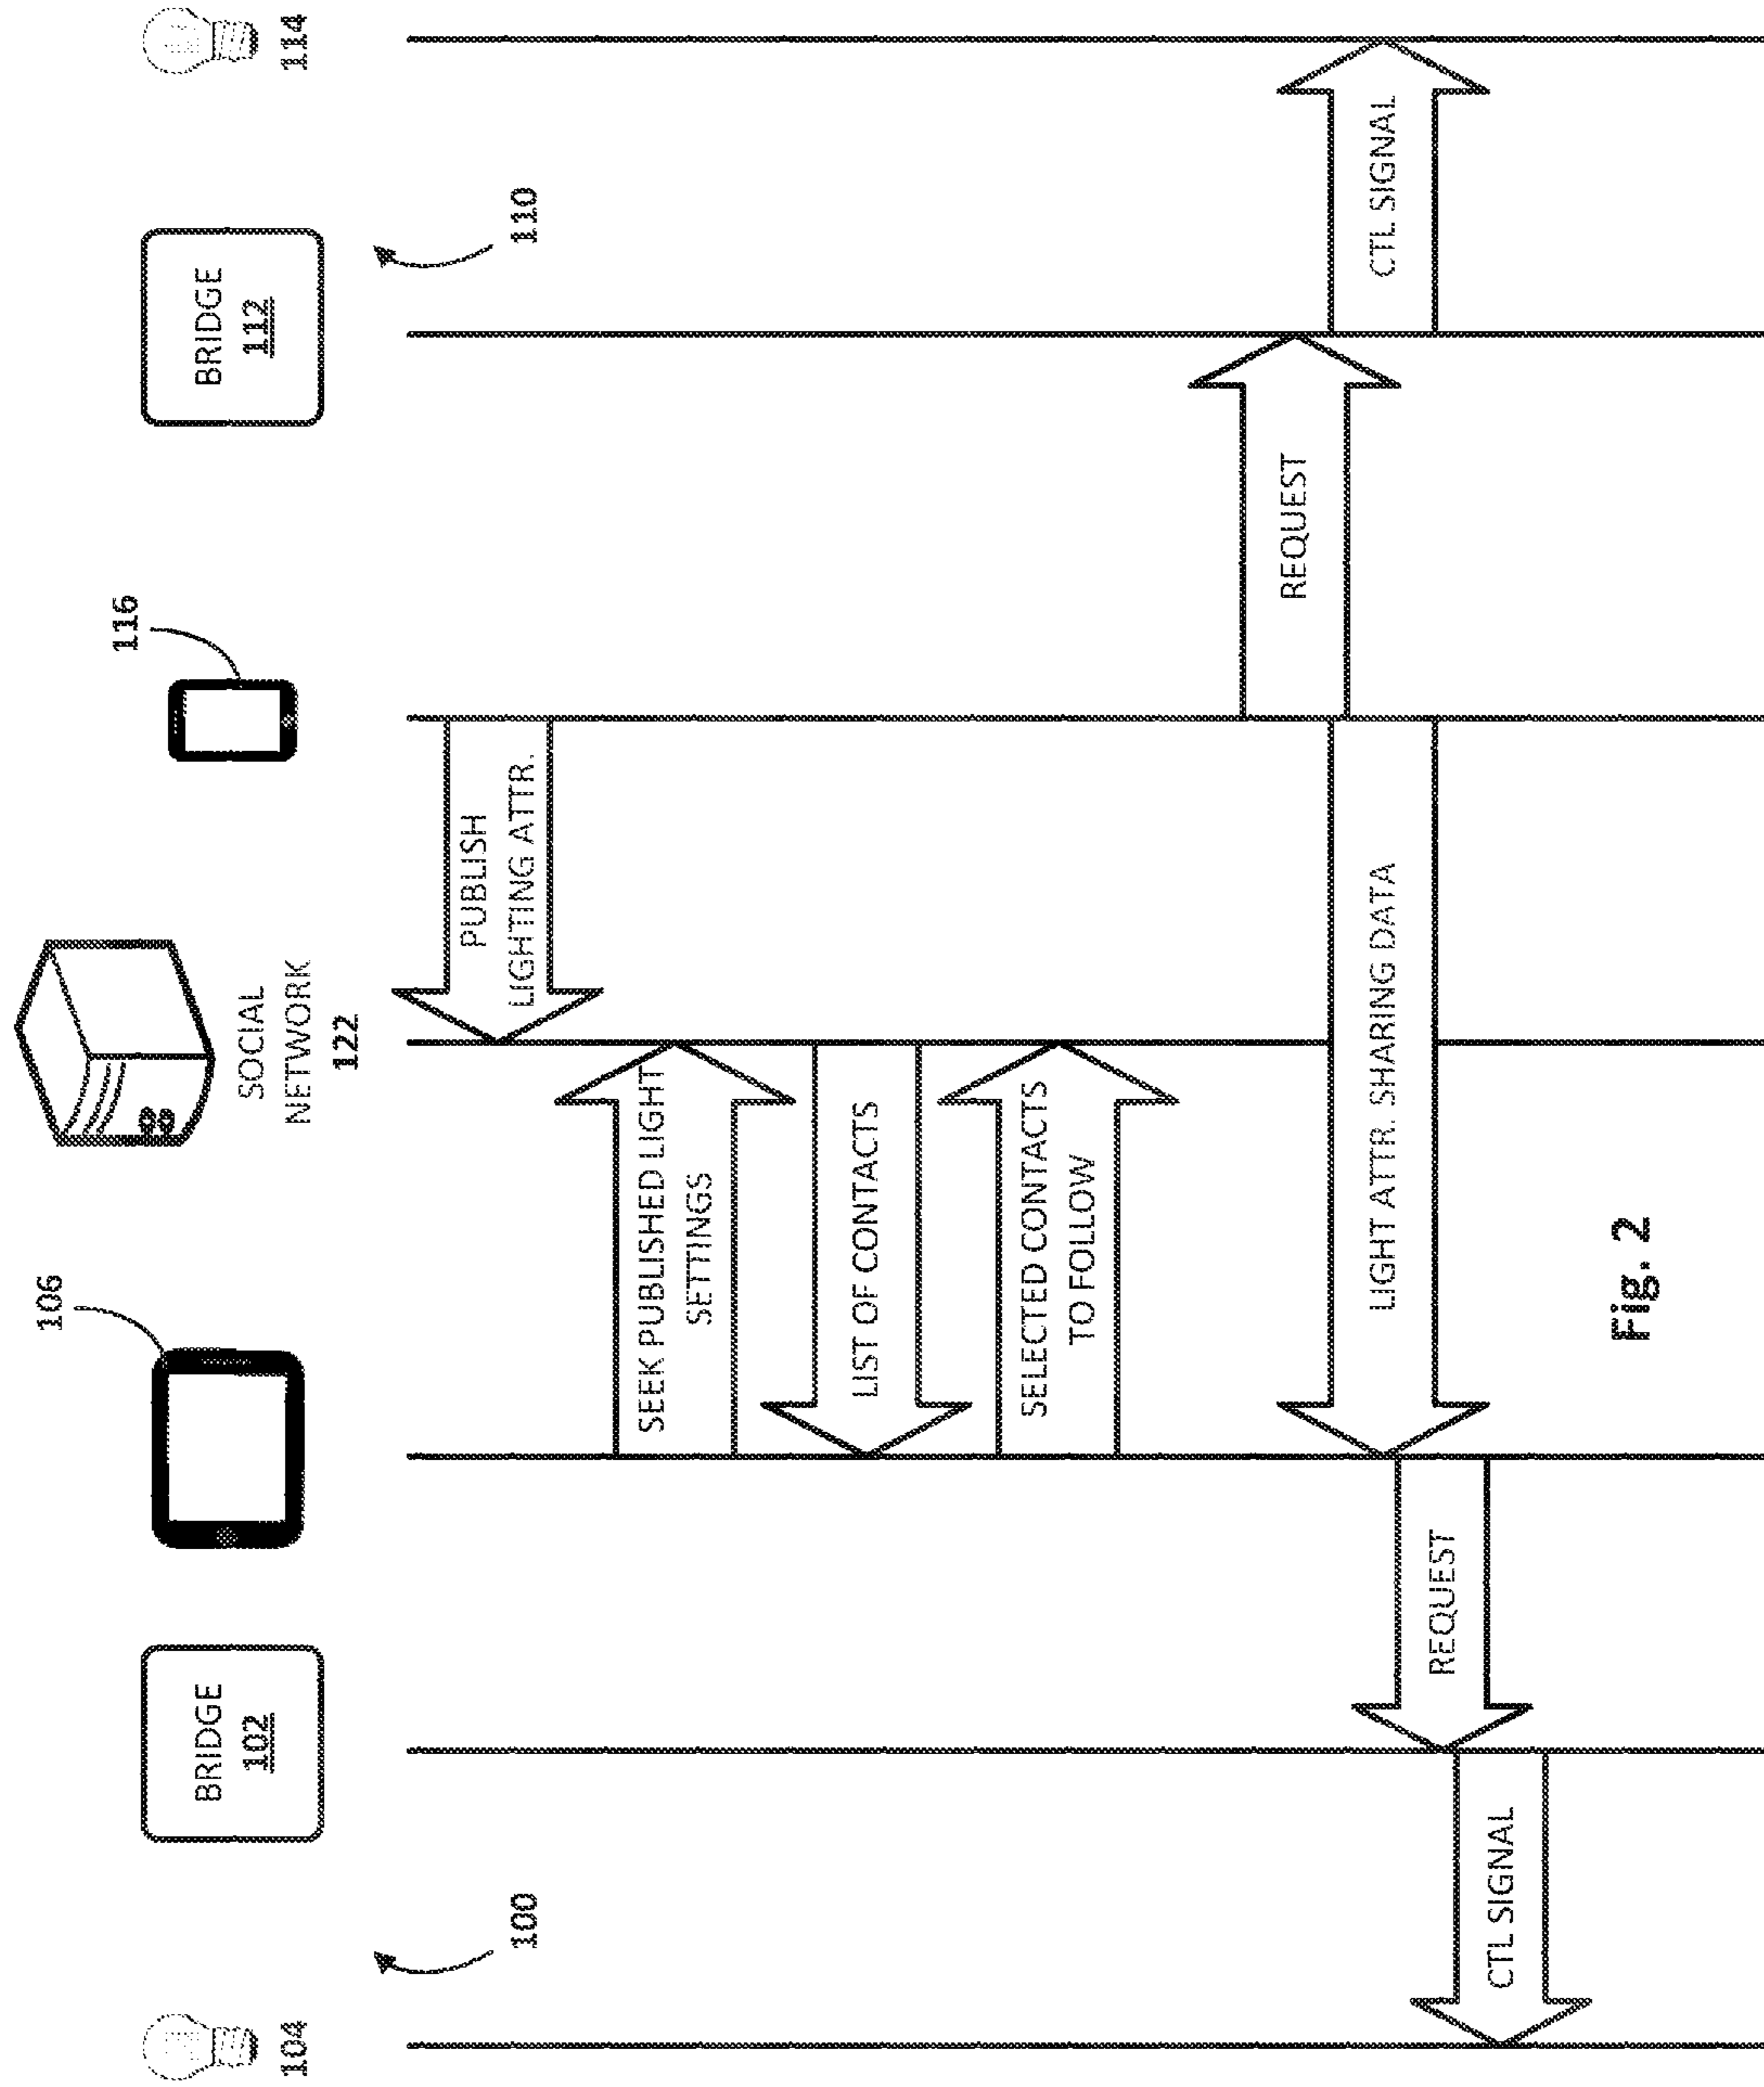 104
BRIDGE
102
106
SOCIAL
NETWORK
122
116
BRIDGE
112
114
100
110
PUBLISH
LIGHTING ATTR.
SEEK PUBLISHED LIGHT
SETTINGS
LIST OF CONTACTS
SELECTED CONTACTS
TO FOLLOW
REQUEST
LIGHT ATTR. SHARING DATA
CTL SIGNAL
REQUEST
CTL SIGNAL
Fig. 2